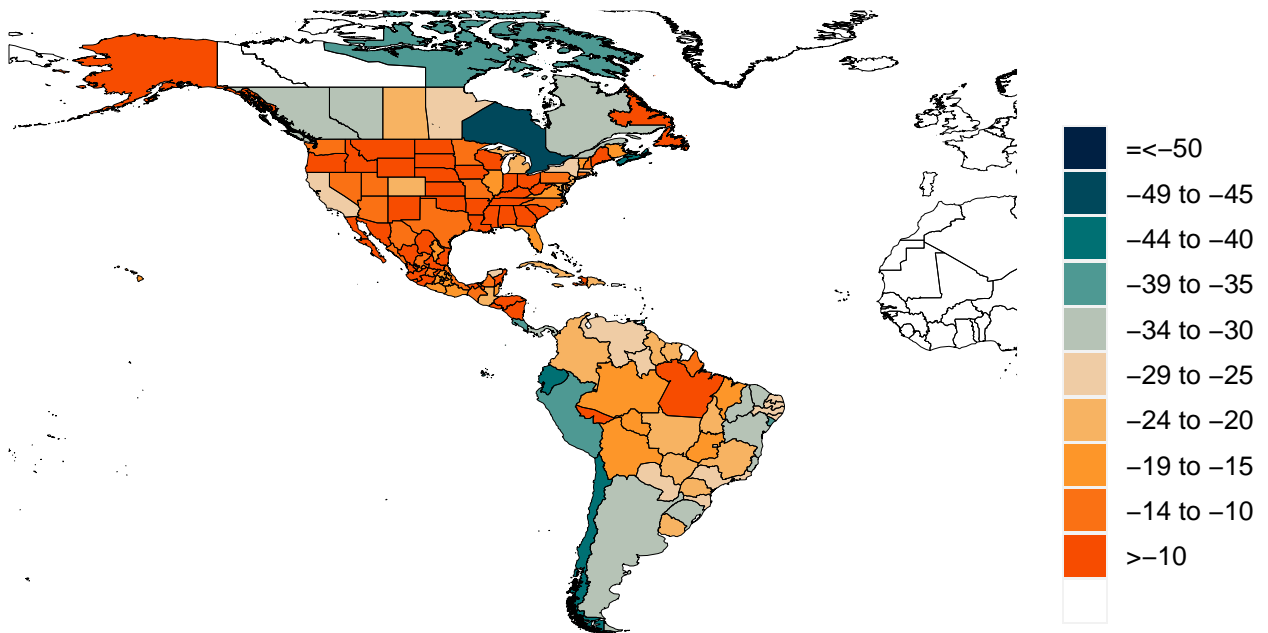 =<−50
−49 to −45
−44 to −40
−39 to −35
−34 to −30
−29 to −25
−24 to −20
−19 to −15
−14 to −10
>−10